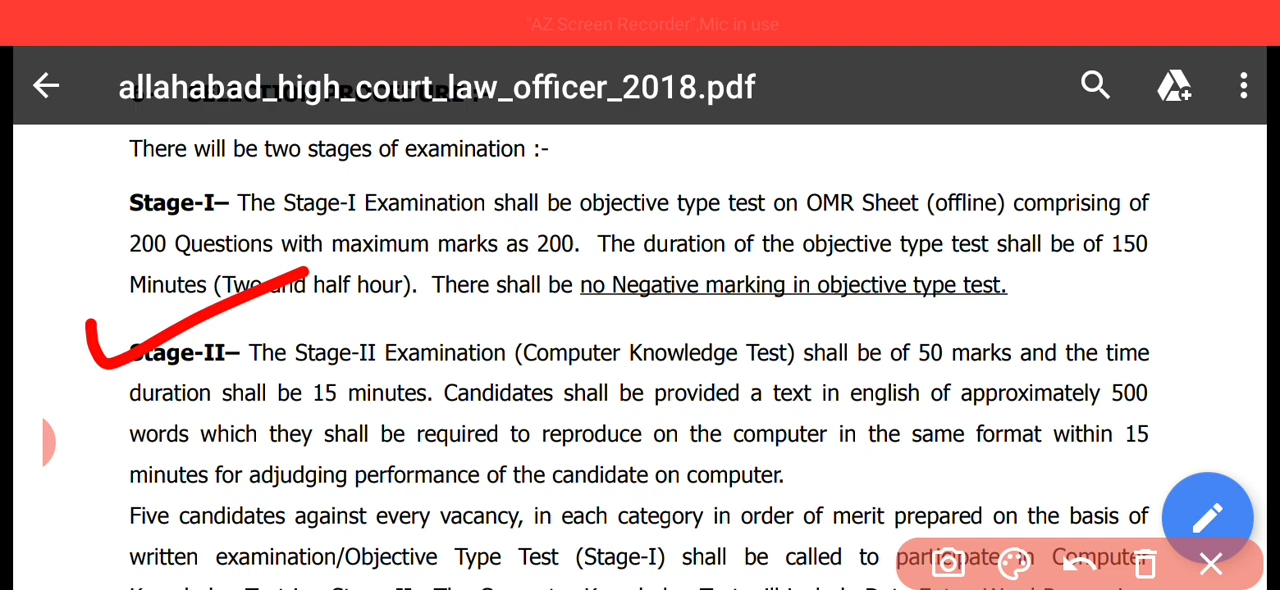 "AZ Screen Recorder",Mic in use
allahabad_high_court_law_officer_2018.pdf
There will be two stages of examination :-
Stage-I– The Stage-I Examination shall be objective type test on OMR Sheet (offline) comprising of
200 Questions with maximum marks as 200. The duration of the objective type test shall be of 150
Minutes (Two and half hour). There shall be no Negative marking in objective type test.
Stage-II– The Stage-II Examination (Computer Knowledge Test) shall be of 50 marks and the time
duration shall be 15 minutes. Candidates shall be provided a text in english of approximately 500
words which they shall be required to reproduce on the computer in the same format within 15
minutes for adjudging performance of the candidate on computer.
Five candidates against every vacancy, in each category in order of merit prepared on the basis of
written examination/Objective Type Test (Stage-I) shall be called to participate in Computer